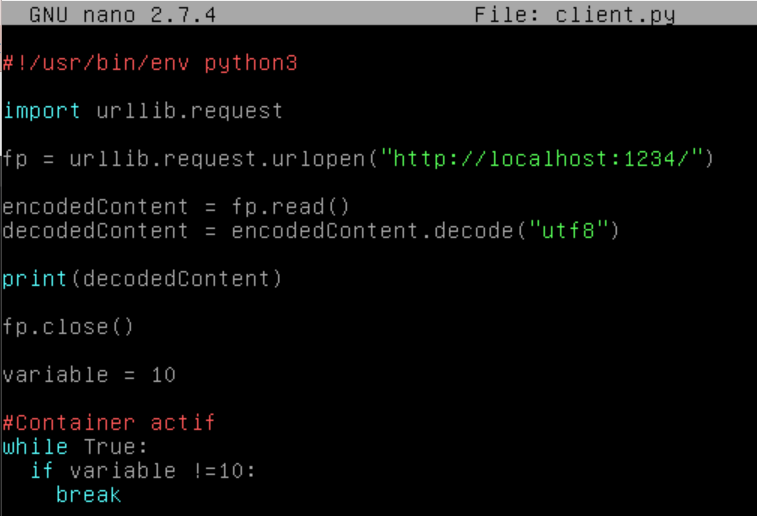 GNU nano 2.7.4 File: client.py
#!/usr/bin/env python3
import urllib.request
fp = urllib.request.urlopen("http://localhost:1234/")
encodedContent = fp.read()
decodedContent = encodedContent.decode("utf8")
print(decodedContent)
fp.close()
variable = 10
#Container actif
while True:
  if variable !=10:
    break